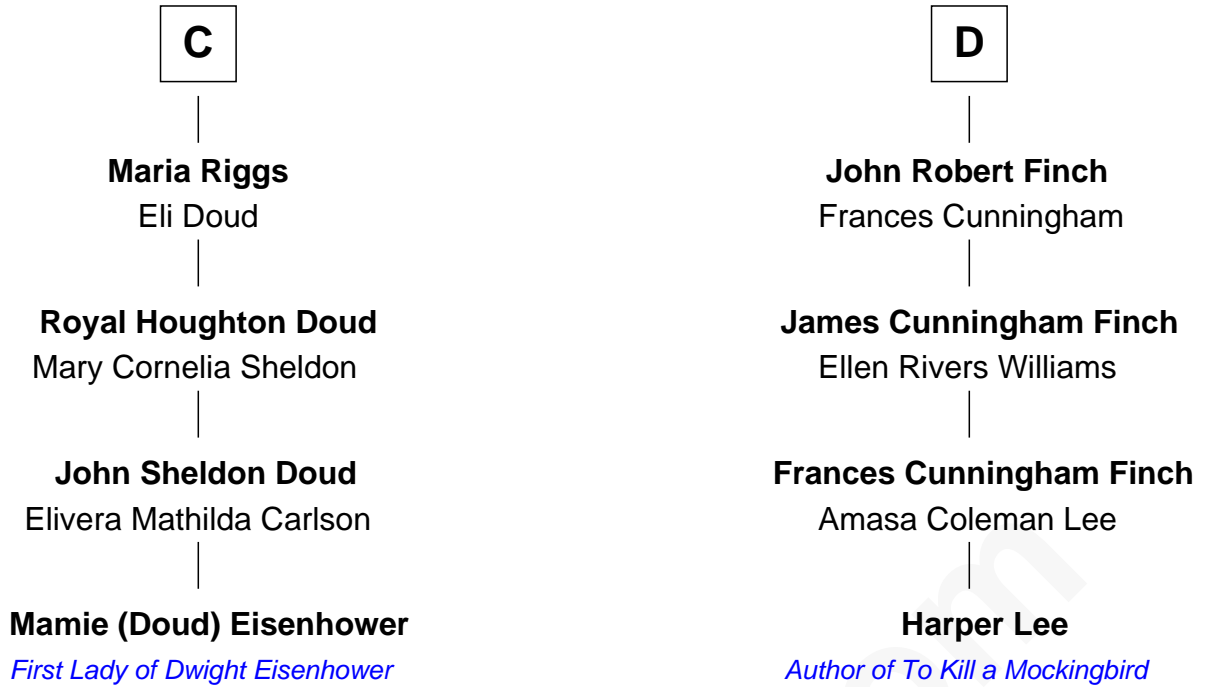 C
Maria Riggs
Eli Doud
Royal Houghton Doud
Mary Cornelia Sheldon
John Sheldon Doud
Elivera Mathilda Carlson
Mamie (Doud) Eisenhower
First Lady of Dwight Eisenhower
D
John Robert Finch
Frances Cunningham
James Cunningham Finch
Ellen Rivers Williams
Frances Cunningham Finch
Amasa Coleman Lee
Harper Lee
Author of To Kill a Mockingbird